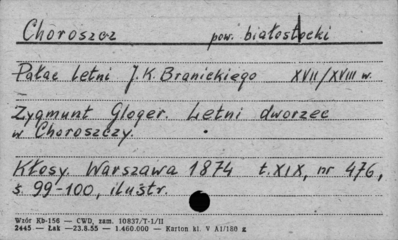 Choroszcz pow. białostocki
Pałac letni J.K. Branickiego XVII/XVIII w.
Zygmunt Gloger. Letni dworzec
w Choroszczy.
Kłosy. Warszawa 1874 t. XIX, nr 476,
s. 99-100, ilustr.
Wzór Kb-156 — CWD, zam. 10837/T-1/II
2445 — Łak —23.8.55 — 1.460.000 — Karton kl. V A1/180 g